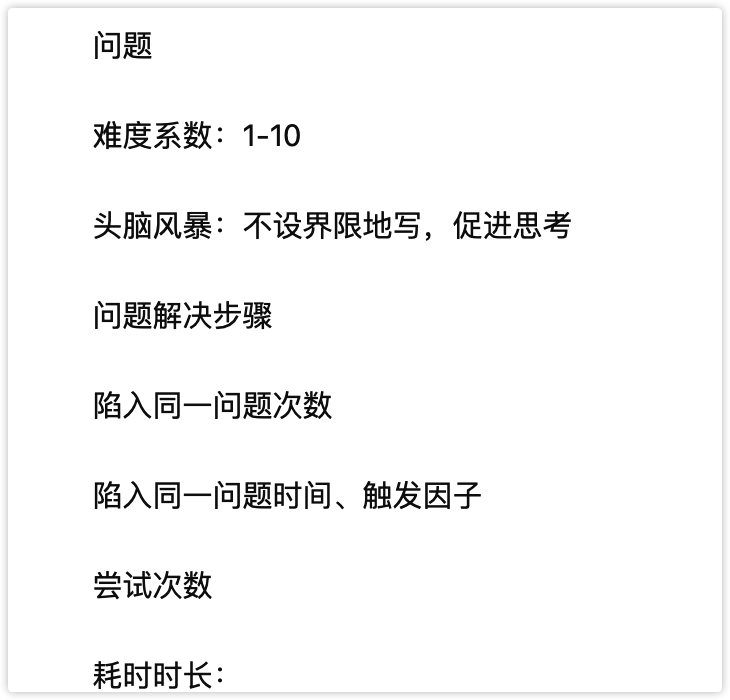 问题
难度系数：1-10
头脑风暴：不设界限地写，促进思考
问题解决步骤
陷入同一问题次数
陷入同一问题时间、触发因子
尝试次数
耗时时长：